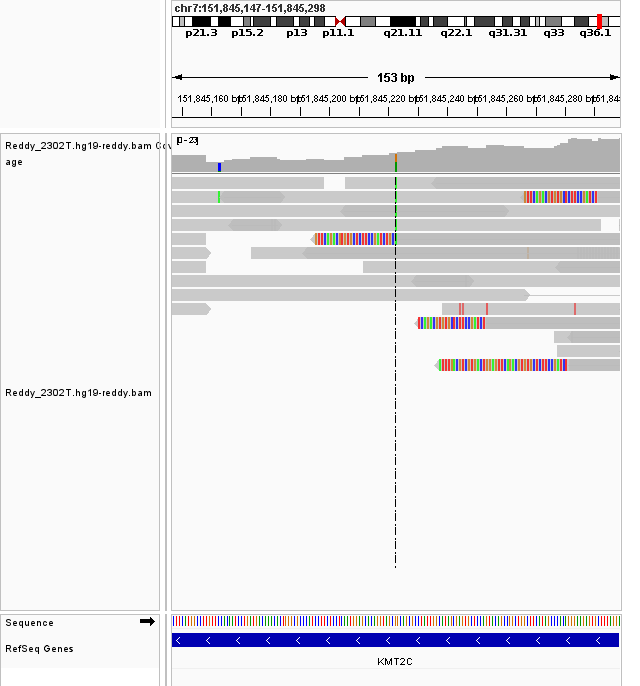 chr7:151,845,147-151,845,298
p21.3 p15.2 p13 p11.1 q21.11 q22.1 q31.31 q33 q36.1
153 bp
151,845,160 bp 151,845,180 bp 151,845,200 bp 151,845,220 bp 151,845,240 bp 151,845,260 bp 151,845,280 bp 151,84
[0-23]
Reddy_2302T.hg19-reddy.bam Cov
age
Reddy_2302T.hg19-reddy.bam
Sequence
RefSeq Genes
KMT2C